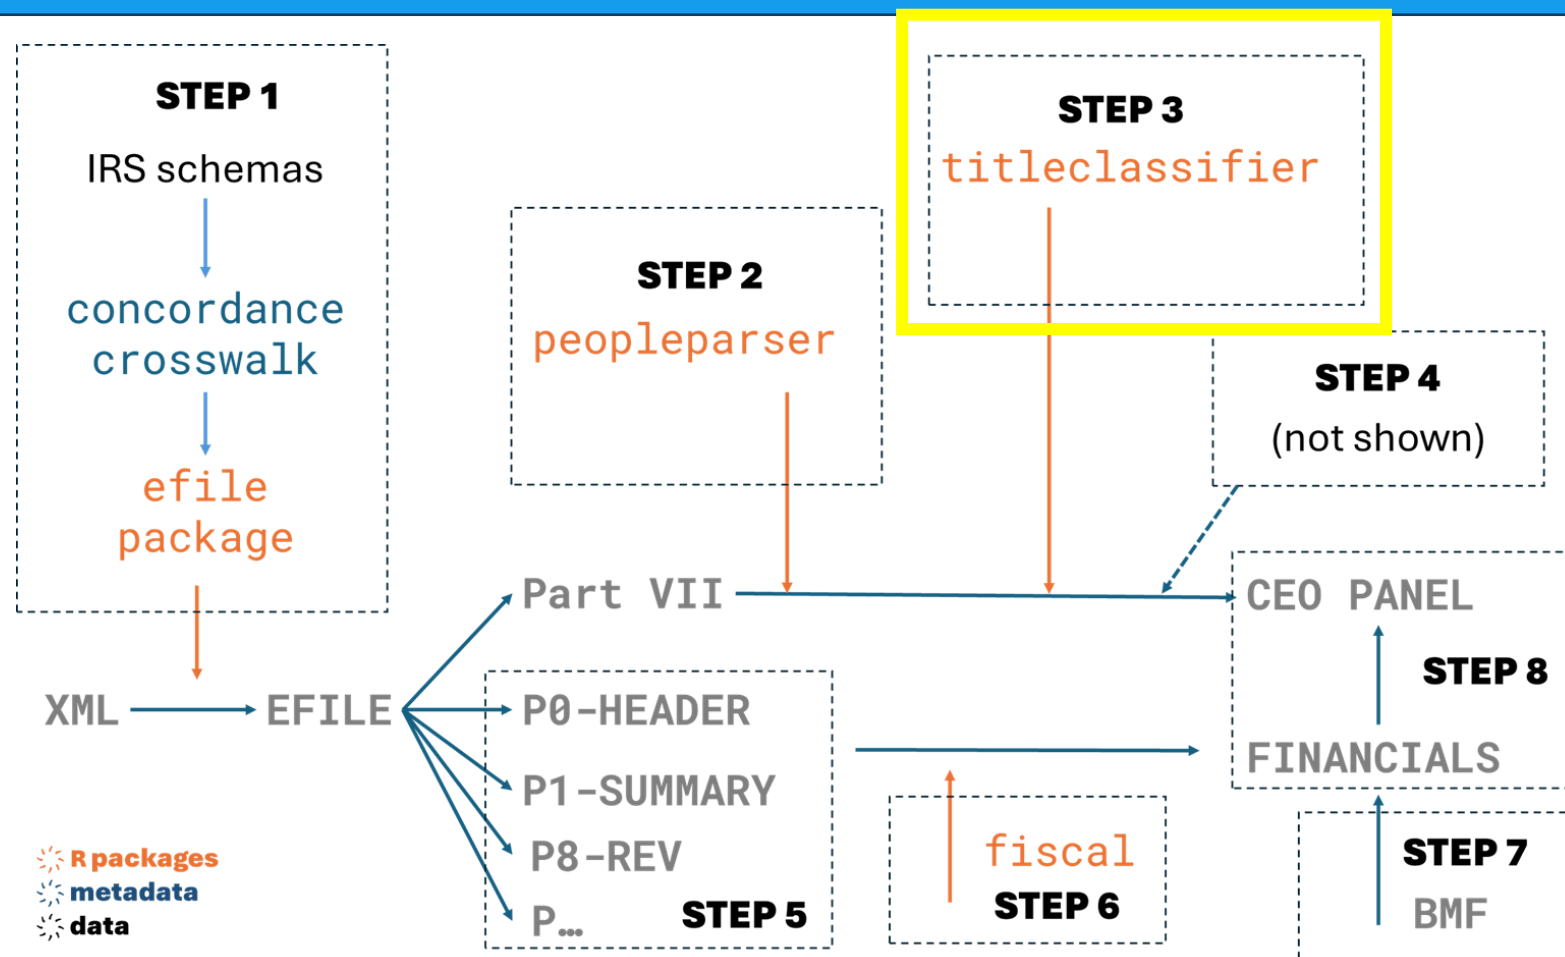 STEP 1
IRS schemas
concordance
crosswalk
efile
package
STEP 2
peopleparser
STEP 3
titleclassifier
STEP 4
(not shown)
Part VII
CEO PANEL
STEP 8
XML
EFILE
P0-HEADER
P1-SUMMARY
P8-REV
P…
STEP 5
FINANCIALS
fiscal
STEP 6
STEP 7
BMF
R packages
metadata
data